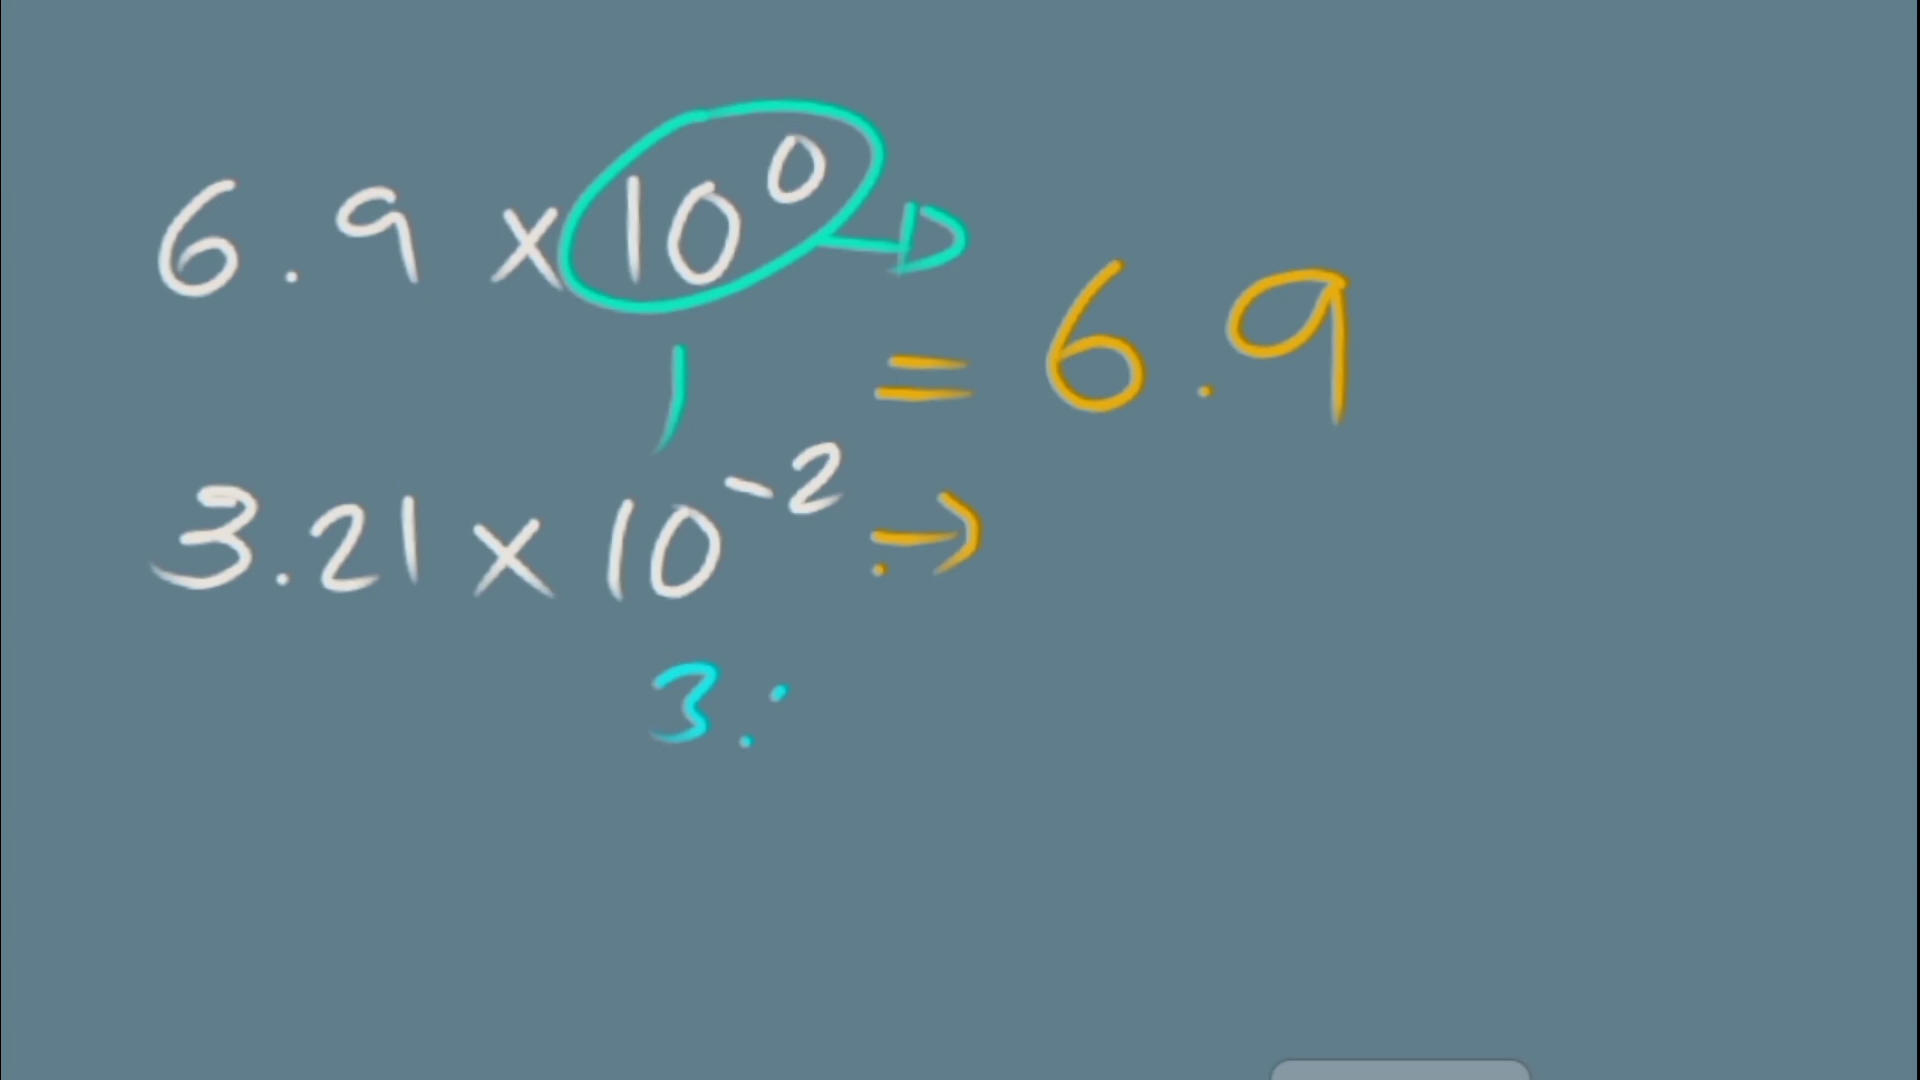 6.9 x 10⁰ →
= 6.9
1
3.21 x 10⁻² →
3.